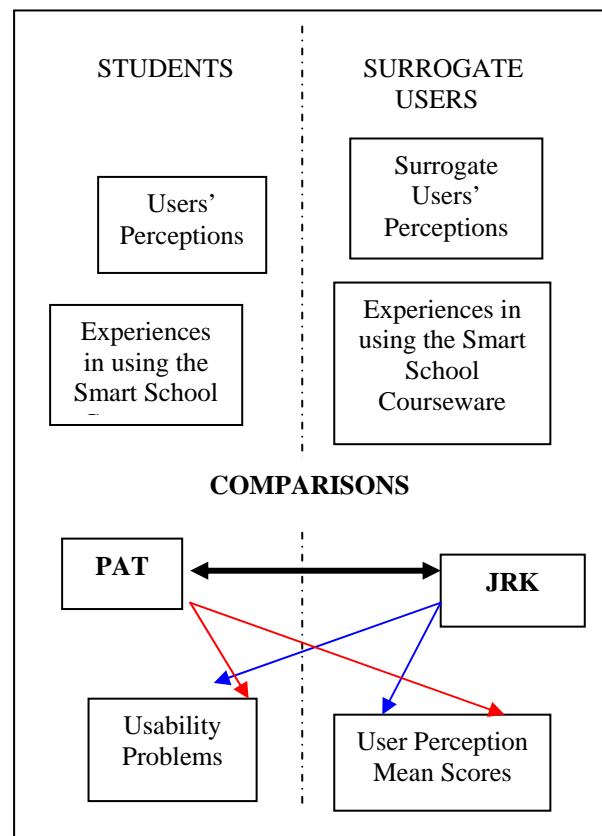 STUDENTS
SURROGATE
USERS
Users'
Perceptions
Surrogate
Users'
Perceptions
Experiences
in using the
Smart School
Experiences in
using the Smart
School
Courseware
COMPARISONS
PAT
JRK
Usability
Problems
User Perception
Mean Scores